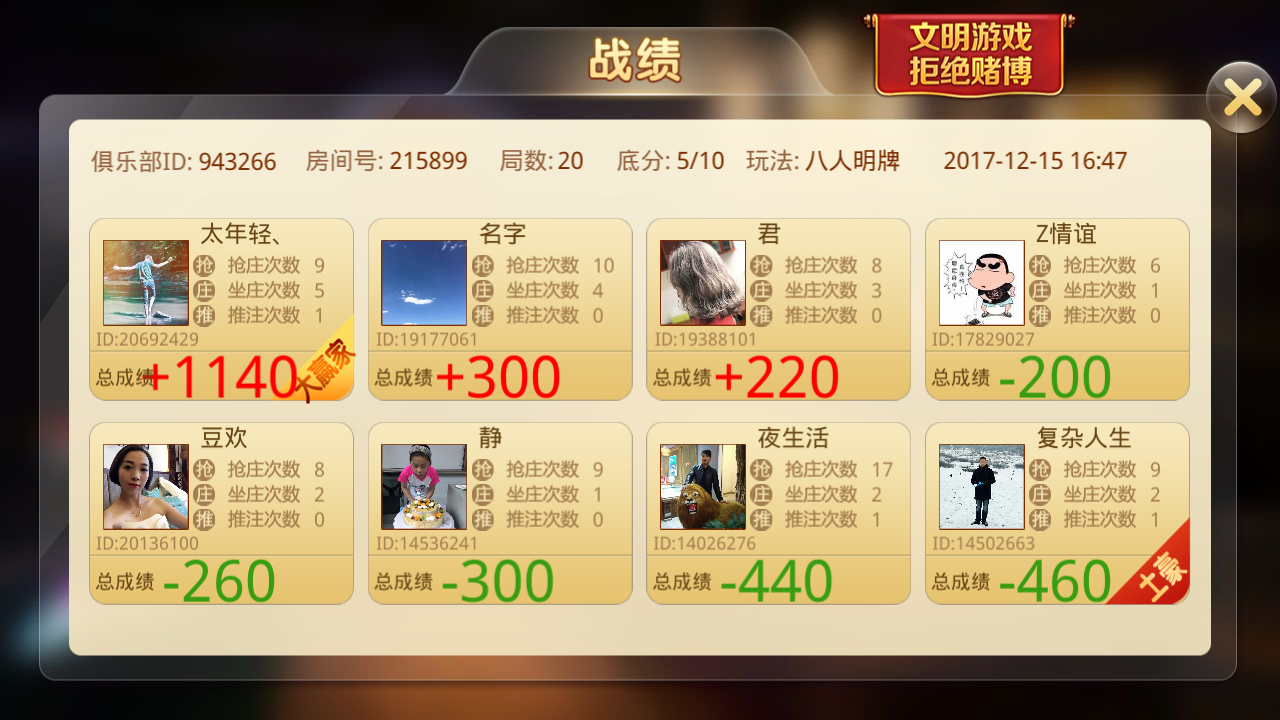 战绩
文明游戏
拒绝赌博
俱乐部ID: 943266 房间号: 215899 局数: 20 底分: 5/10 玩法: 八人明牌 2017-12-15 16:47
太年轻、
抢 抢庄次数 9
庄 坐庄次数 5
推 推注次数 1
ID:20692429
总成绩 +1140
大赢家
名字
抢 抢庄次数 10
庄 坐庄次数 4
推 推注次数 0
ID:19177061
总成绩 +300
君
抢 抢庄次数 8
庄 坐庄次数 3
推 推注次数 0
ID:19388101
总成绩 +220
Z情谊
抢 抢庄次数 6
庄 坐庄次数 1
推 推注次数 0
ID:17829027
总成绩 -200
豆欢
抢 抢庄次数 8
庄 坐庄次数 2
推 推注次数 0
ID:20136100
总成绩 -260
静
抢 抢庄次数 9
庄 坐庄次数 1
推 推注次数 0
ID:14536241
总成绩 -300
夜生活
抢 抢庄次数 17
庄 坐庄次数 2
推 推注次数 1
ID:14026276
总成绩 -440
复杂人生
抢 抢庄次数 9
庄 坐庄次数 2
推 推注次数 1
ID:14502663
总成绩 -460
土豪